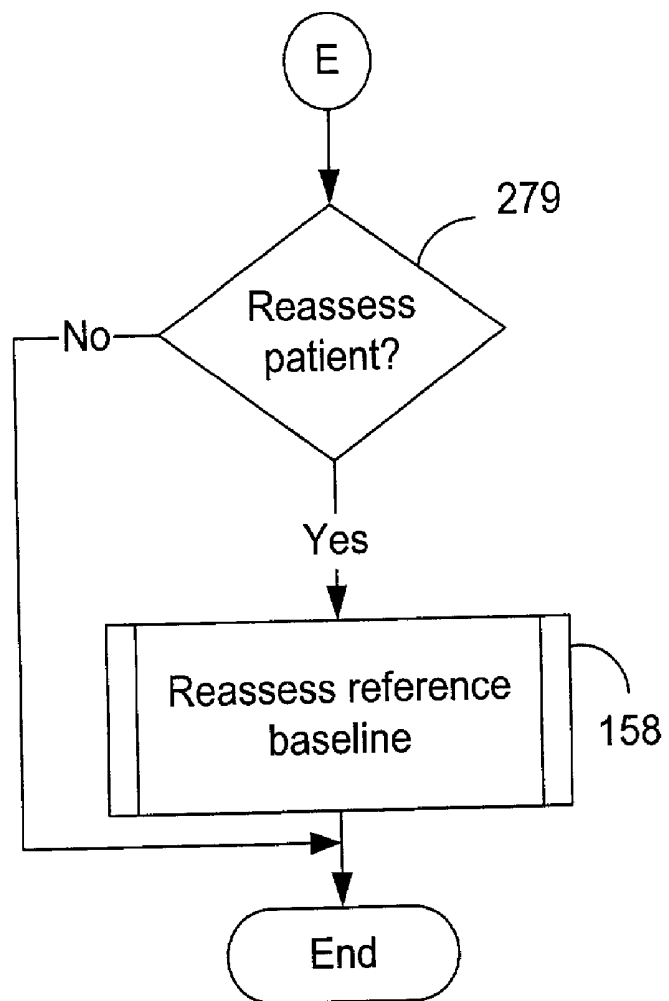 E
279
Reassess
patient?
No
Yes
Reassess reference
baseline
158
End